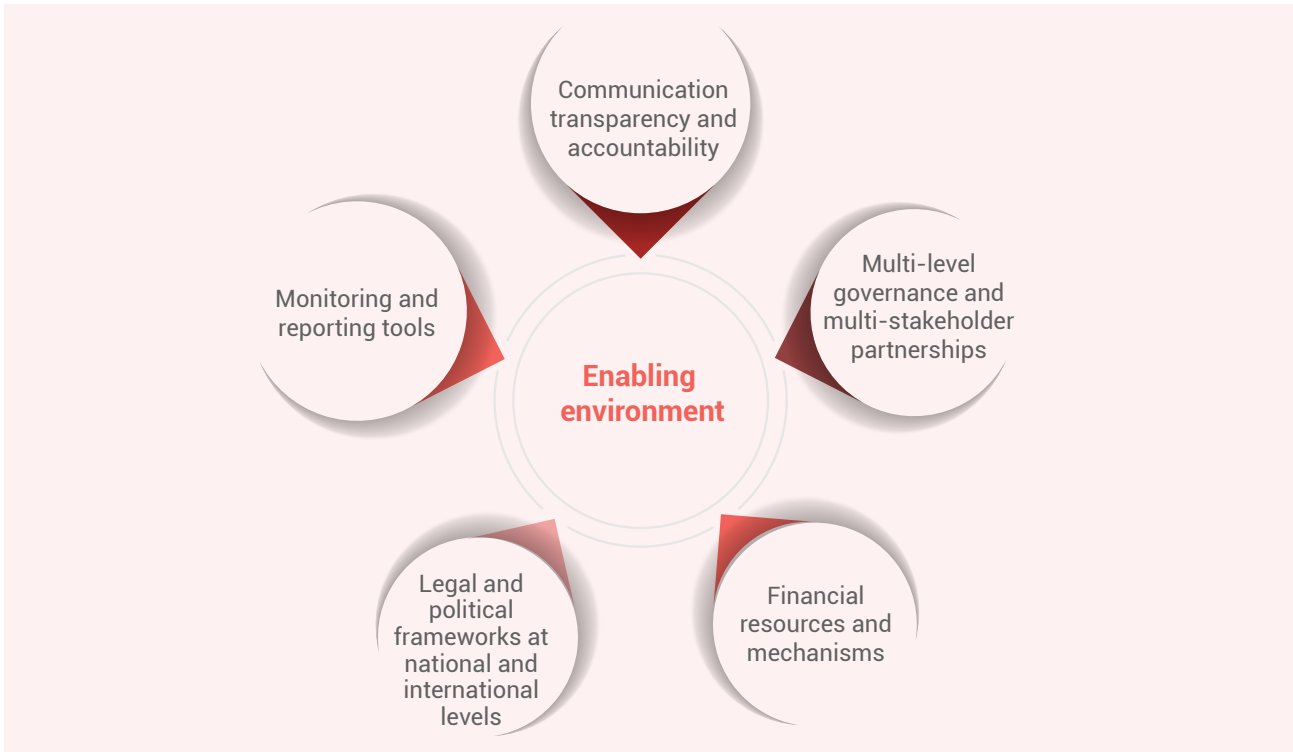 Communication
transparency and
accountability
Multi-level
governance and
multi-stakeholder
partnerships
Monitoring and
reporting tools
Enabling
environment
Legal and
political
frameworks at
national and
international
levels
Financial
resources and
mechanisms